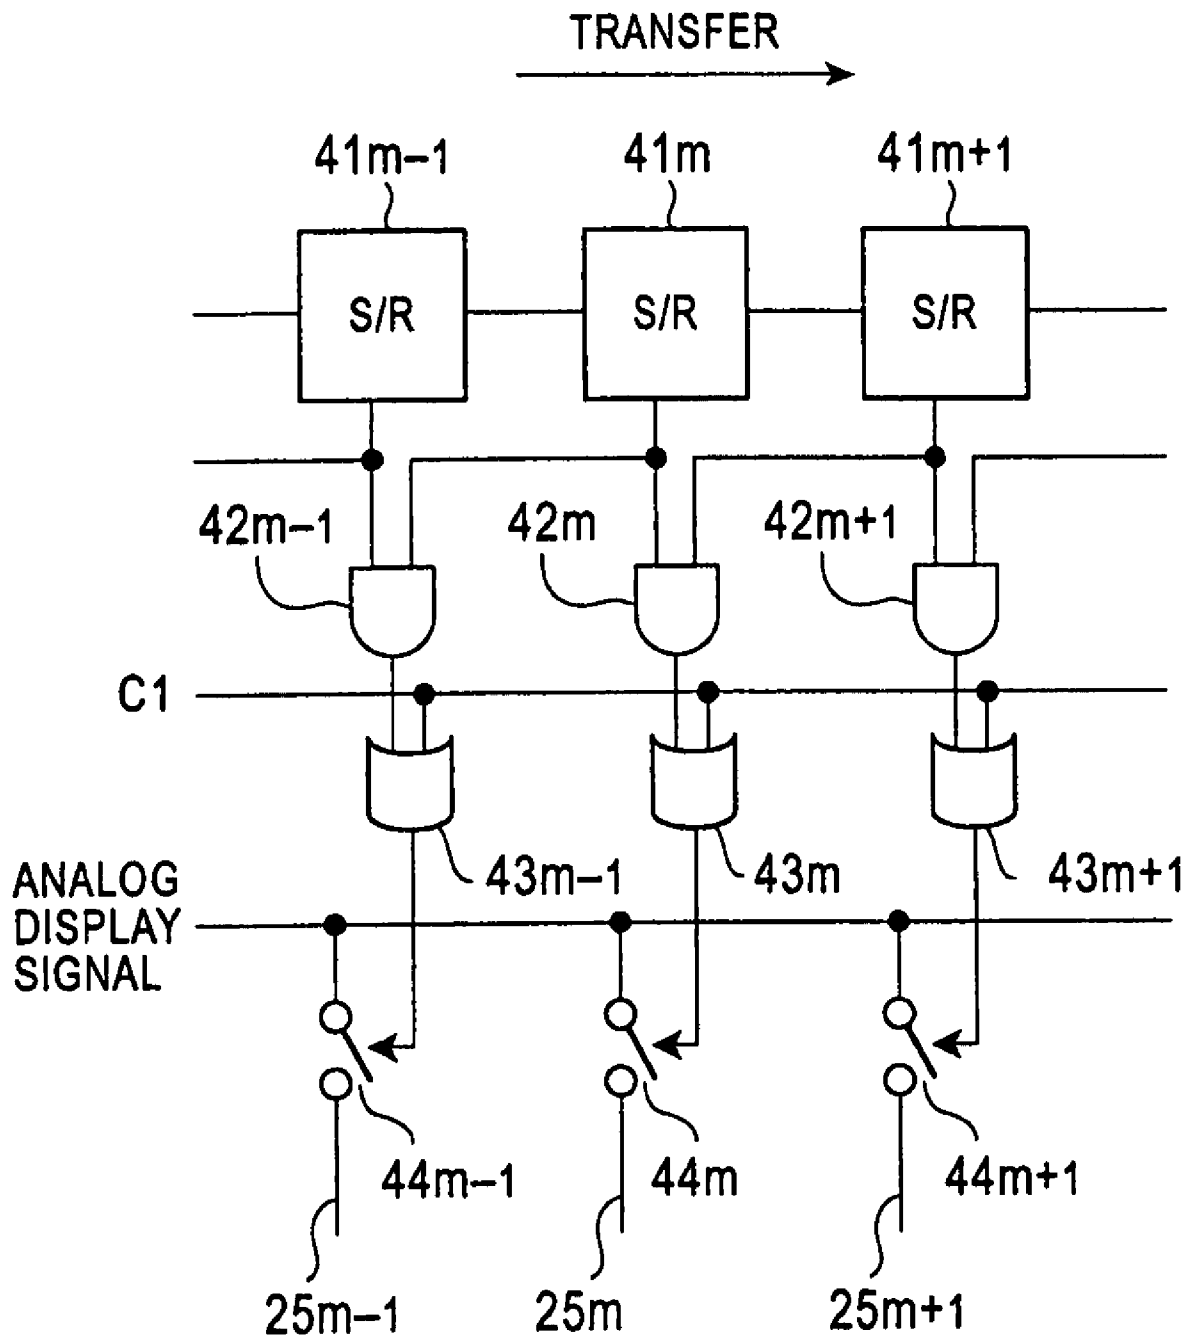 TRANSFER
41m-1
41m
41m+1
S/R
S/R
S/R
42m-1
42m
42m+1
C1
43m-1
43m
43m+1
ANALOG
DISPLAY
SIGNAL
44m-1
44m
44m+1
25m-1
25m
25m+1